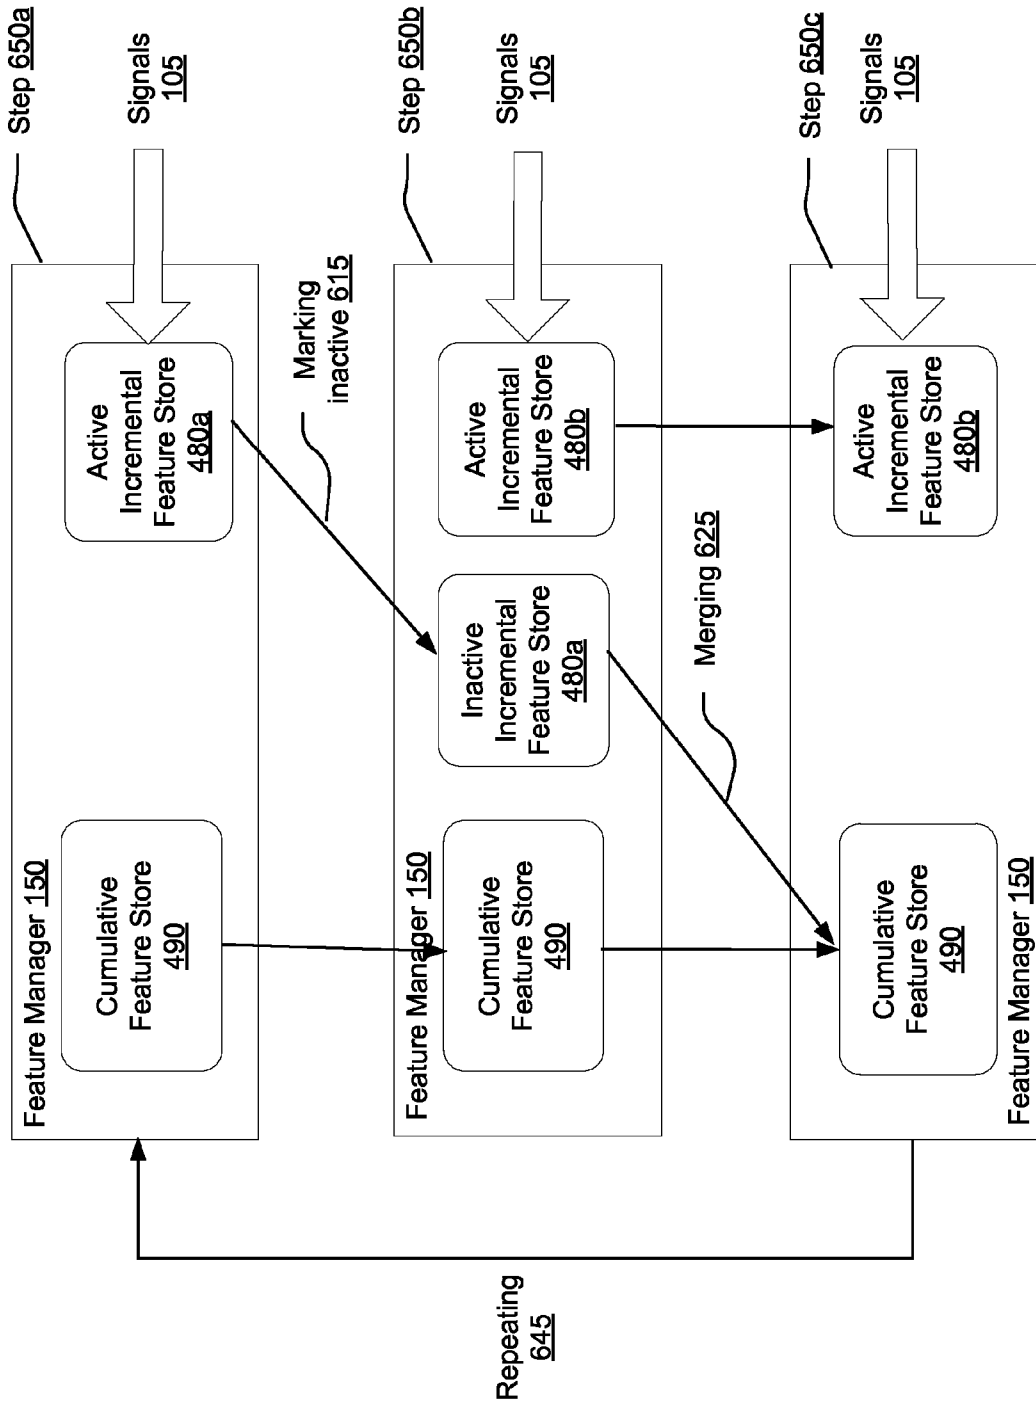 Feature Manager 150
Cumulative
Feature Store
490
Active
Incremental
Feature Store
480a
Step 650a
Signals
105
Marking
inactive 615
Feature Manager 150
Cumulative
Feature Store
490
Inactive
Incremental
Feature Store
480a
Active
Incremental
Feature Store
480b
Step 650b
Signals
105
Merging 625
Cumulative
Feature Store
490
Feature Manager 150
Active
Incremental
Feature Store
480b
Step 650c
Signals
105
Repeating
645